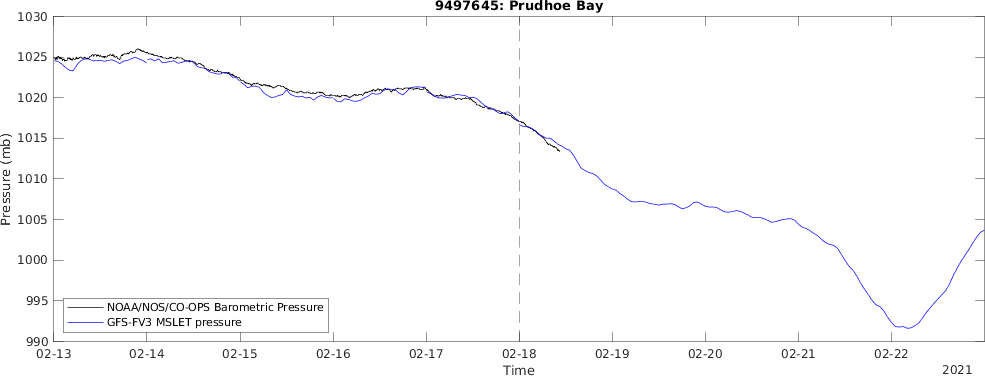 9497645: Prudhoe Bay
1030
1025
1020
1015
1010
1005
1000
995
990
Pressure (mb)
NOAA/NOS/CO-OPS Barometric Pressure
GFS-FV3 MSLET pressure
02-13 02-14 02-15 02-16 02-17 02-18 02-19 02-20 02-21 02-22
Time
2021